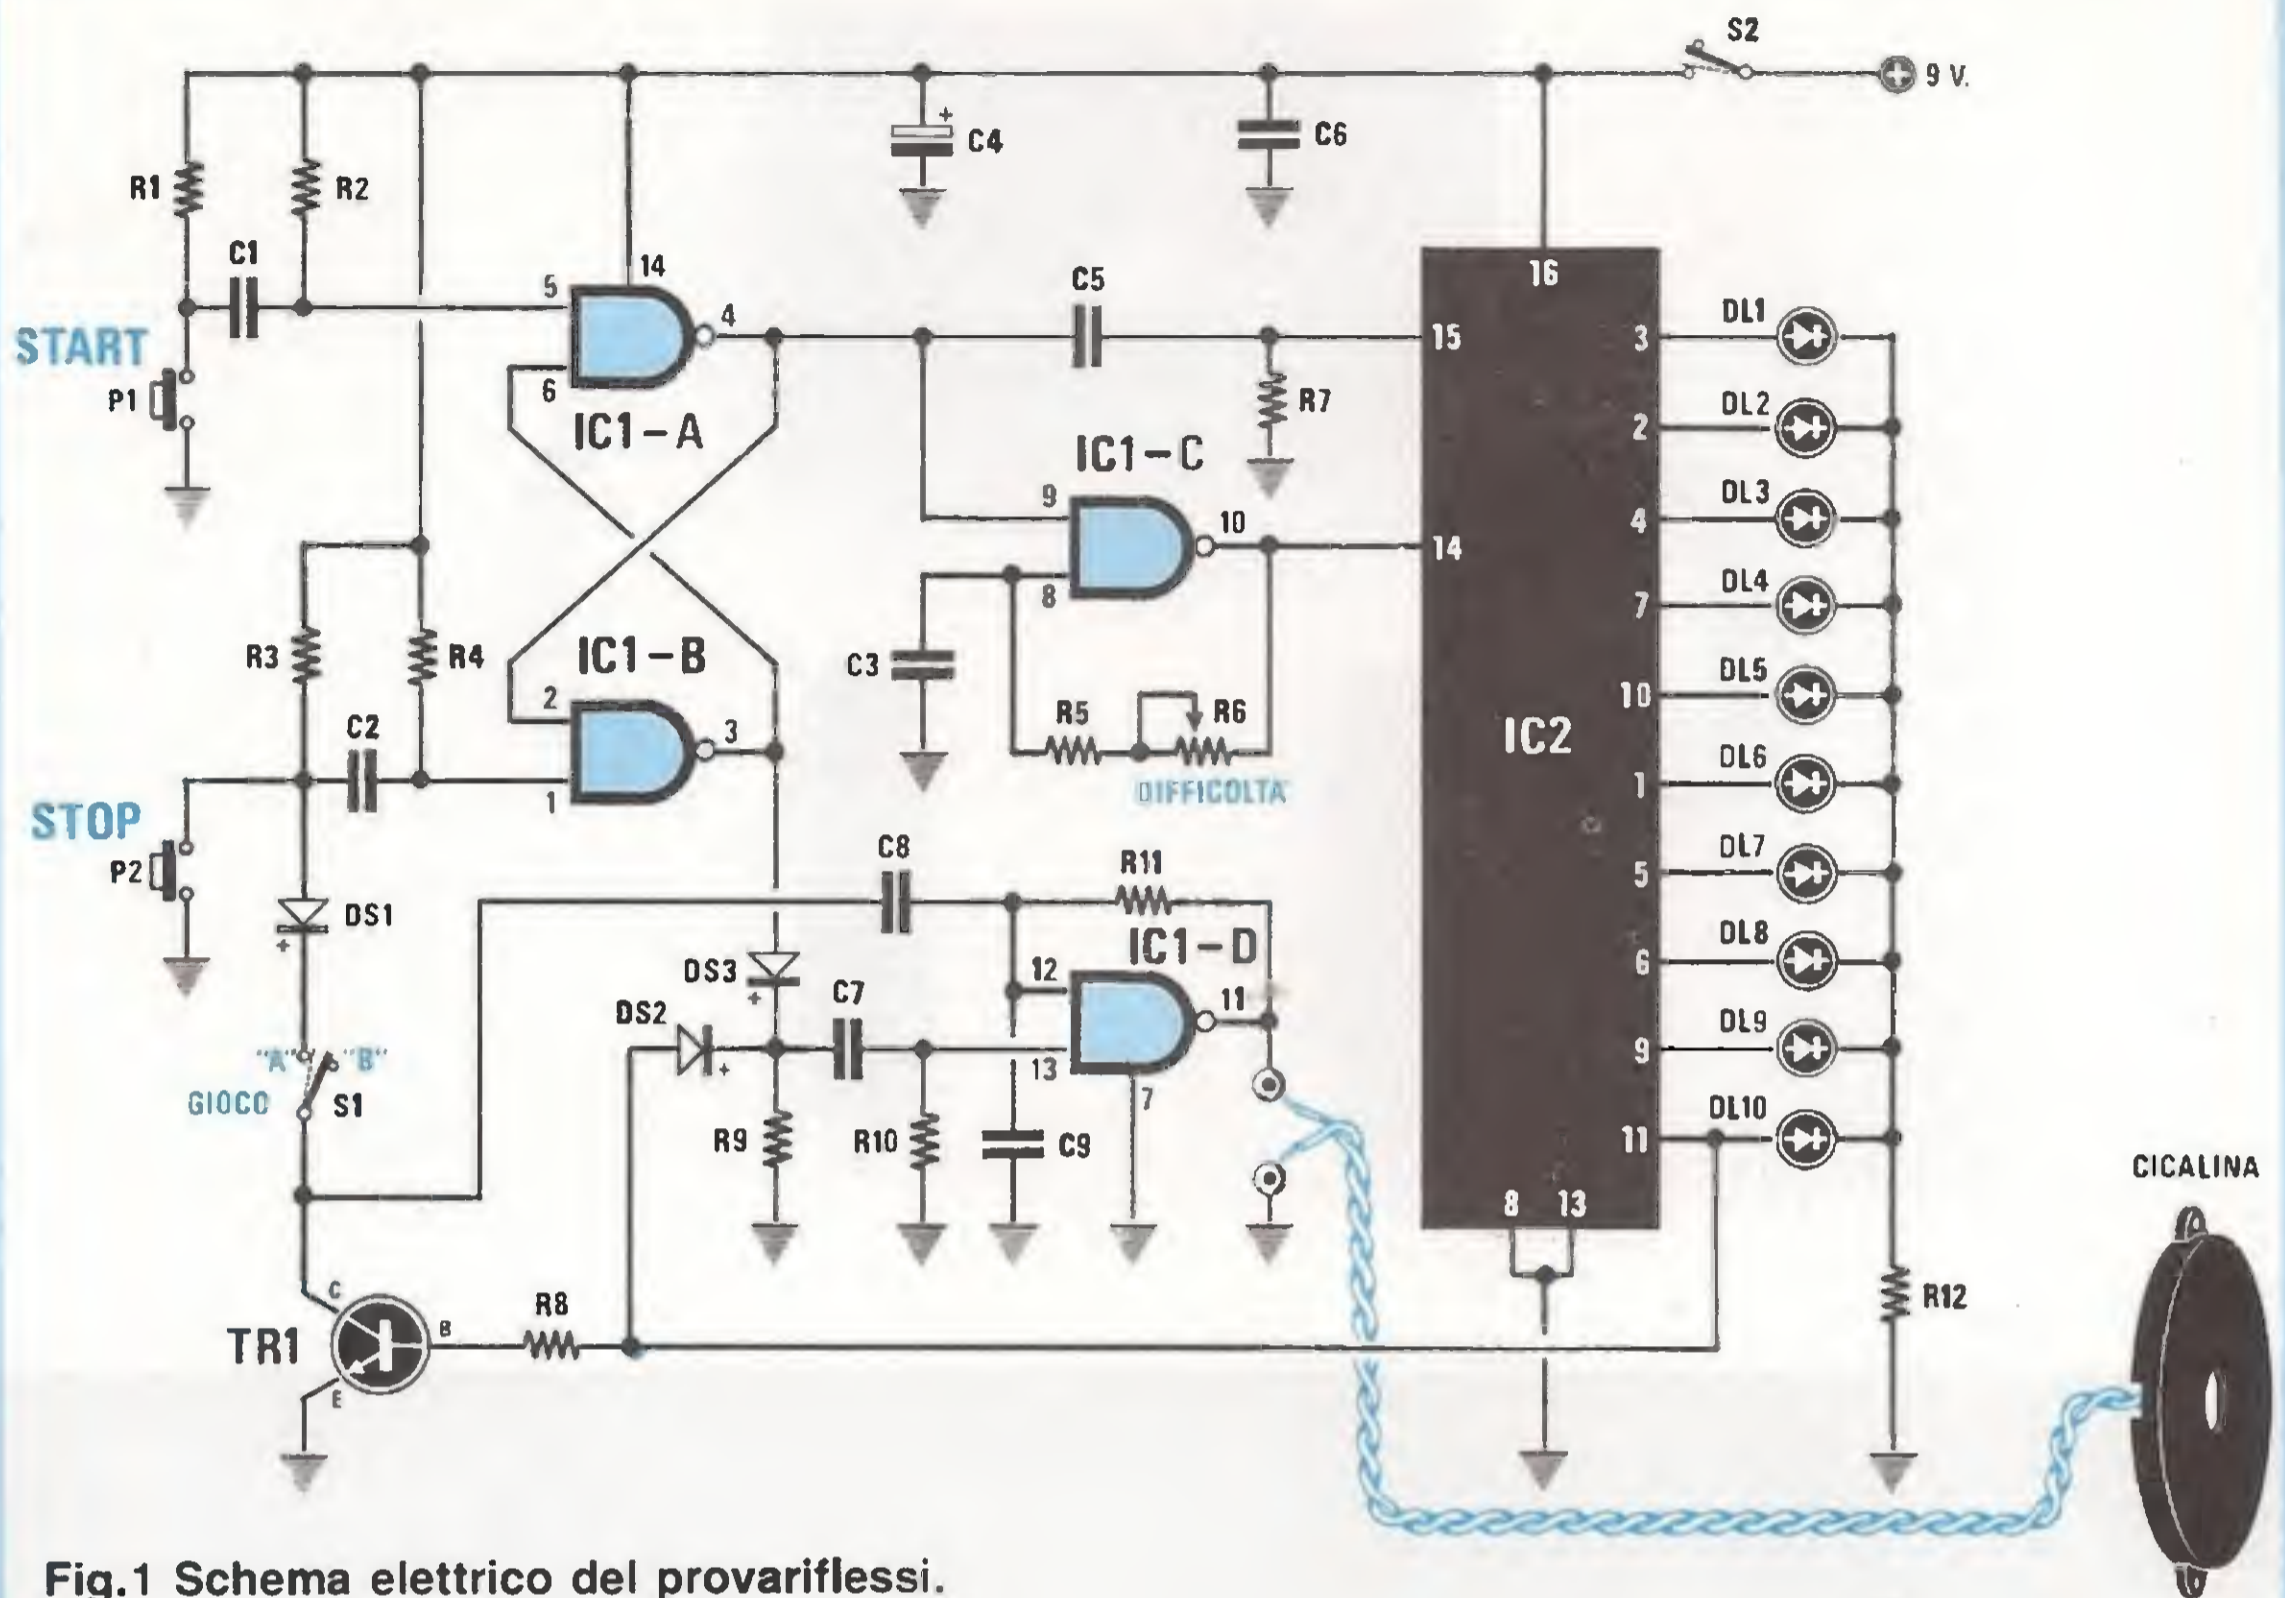 S2
9 V.
C4
C6
R1
R2
C1
14
5
4
6
IC1-A
START
P1
C5
R7
IC1-C
9
10
8
C3
R5
R6
DIFFICOLTA'
16
15
14
IC2
3
2
4
7
10
1
5
6
9
11
8
13
DL1
DL2
DL3
DL4
DL5
DL6
DL7
DL8
DL9
DL10
R3
R4
IC1-B
2
3
1
C2
STOP
P2
DS1
+
"A"
"B"
GIOCO
S1
C8
R11
IC1-D
12
11
13
7
DS3
+
DS2
+
C7
R9
R10
C9
C
B
E
TR1
R8
R12
CICALINA
Fig.1 Schema elettrico del provariflessi.